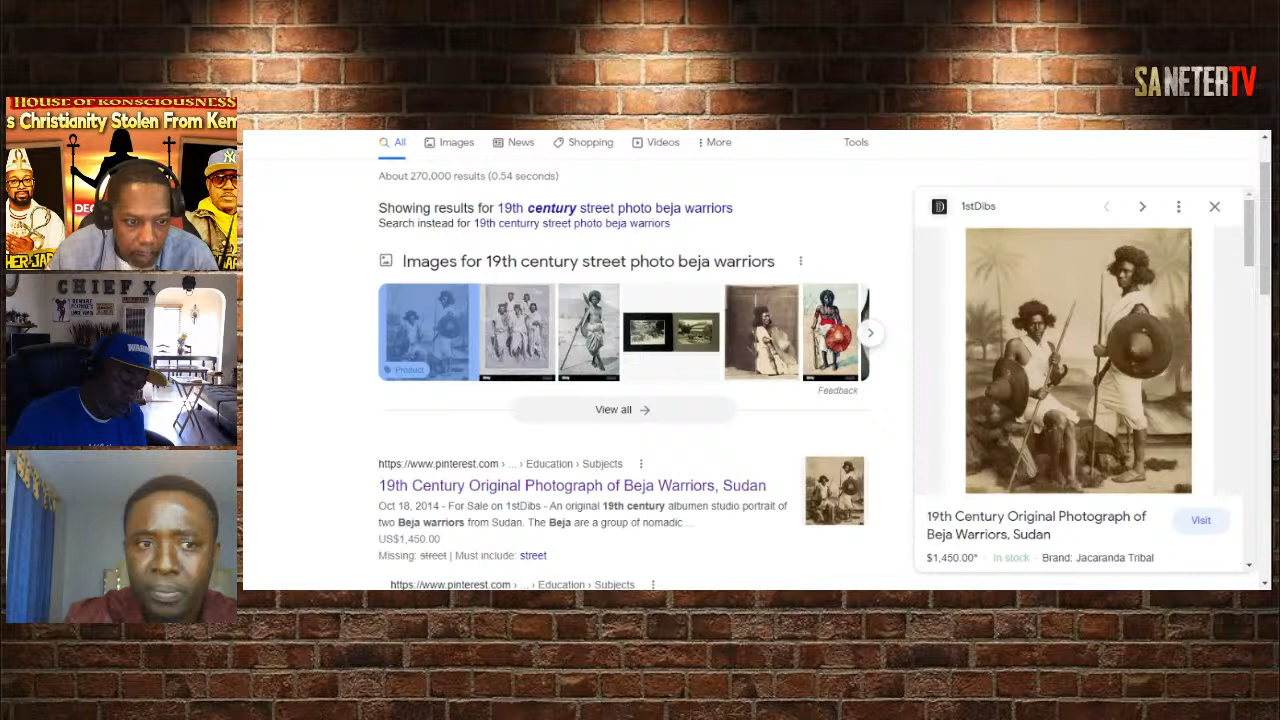 SANETERTV
HOUSE OF KONSCIOUSNESS
s Christianity Stolen From Kem
DEC
HER JAB
CHIEF X
All Images News Shopping Videos More Tools
About 270,000 results (0.54 seconds)
Showing results for 19th century street photo beja warriors
Search instead for 19th centurry street photo beja warriors
Images for 19th century street photo beja warriors
Product
Feedback
View all
https://www.pinterest.com › ... › Education › Subjects
19th Century Original Photograph of Beja Warriors, Sudan
Oct 18, 2014 - For Sale on 1stDibs - An original 19th century albumen studio portrait of
two Beja warriors from Sudan. The Beja are a group of nomadic ...
US$1,450.00
Missing: street | Must include: street
https://www.pinterest.com › ... › Education › Subjects
1stDibs
19th Century Original Photograph of
Beja Warriors, Sudan
Visit
$1,450.00* · In stock · Brand: Jacaranda Tribal